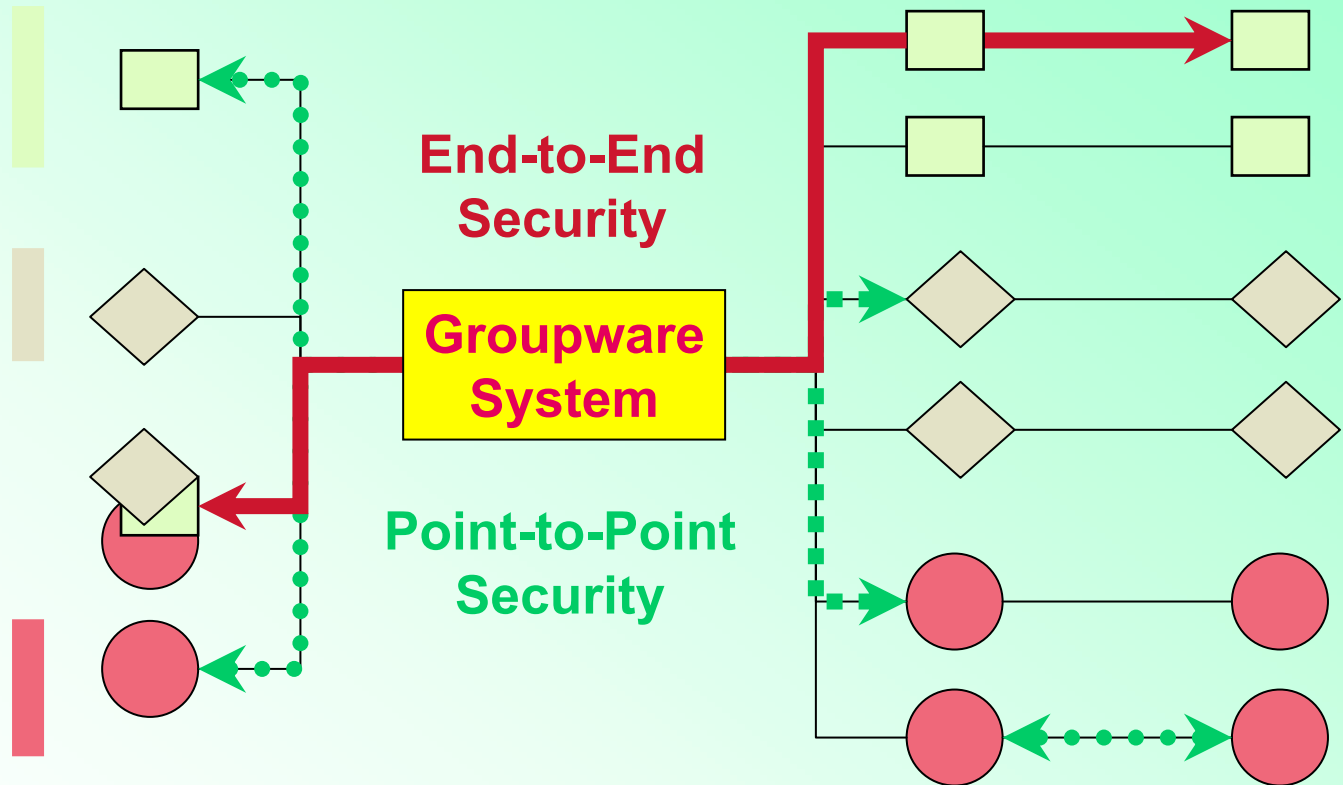 End-to-End
Security
Groupware
System
Point-to-Point
Security